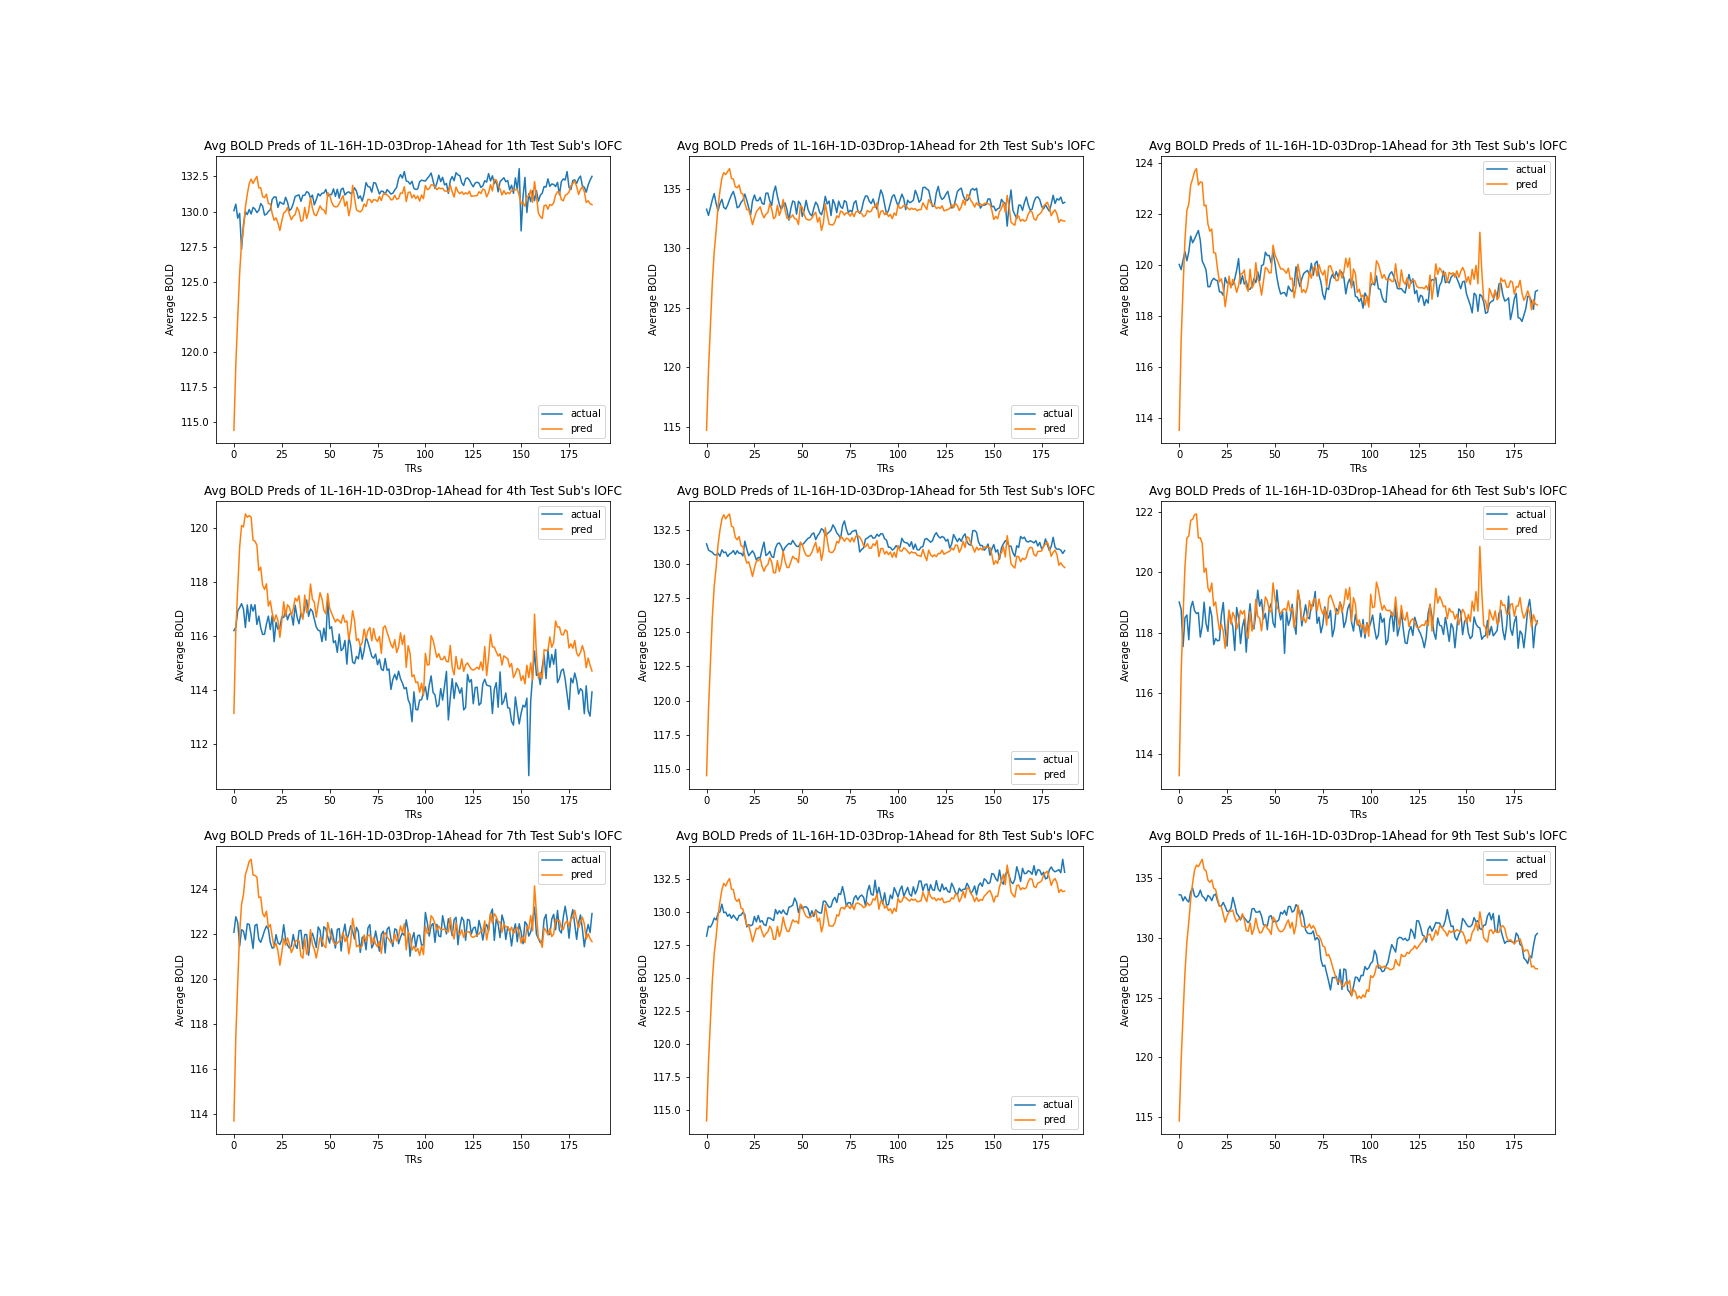 Avg BOLD Preds of 1L-16H-1D-03Drop-1Ahead for 1th Test Sub's lOFC
Average BOLD
132.5
130.0
127.5
125.0
122.5
120.0
117.5
115.0
actual
pred
0 25 50 75 100 125 150 175
TRs
Avg BOLD Preds of 1L-16H-1D-03Drop-1Ahead for 2th Test Sub's lOFC
Average BOLD
135
130
125
120
115
actual
pred
0 25 50 75 100 125 150 175
TRs
Avg BOLD Preds of 1L-16H-1D-03Drop-1Ahead for 3th Test Sub's lOFC
Average BOLD
124
122
120
118
116
114
actual
pred
0 25 50 75 100 125 150 175
TRs
Avg BOLD Preds of 1L-16H-1D-03Drop-1Ahead for 4th Test Sub's lOFC
Average BOLD
120
118
116
114
112
actual
pred
0 25 50 75 100 125 150 175
TRs
Avg BOLD Preds of 1L-16H-1D-03Drop-1Ahead for 5th Test Sub's lOFC
Average BOLD
132.5
130.0
127.5
125.0
122.5
120.0
117.5
115.0
actual
pred
0 25 50 75 100 125 150 175
TRs
Avg BOLD Preds of 1L-16H-1D-03Drop-1Ahead for 6th Test Sub's lOFC
Average BOLD
122
120
118
116
114
actual
pred
0 25 50 75 100 125 150 175
TRs
Avg BOLD Preds of 1L-16H-1D-03Drop-1Ahead for 7th Test Sub's lOFC
Average BOLD
124
122
120
118
116
114
actual
pred
0 25 50 75 100 125 150 175
TRs
Avg BOLD Preds of 1L-16H-1D-03Drop-1Ahead for 8th Test Sub's lOFC
Average BOLD
132.5
130.0
127.5
125.0
122.5
120.0
117.5
115.0
actual
pred
0 25 50 75 100 125 150 175
TRs
Avg BOLD Preds of 1L-16H-1D-03Drop-1Ahead for 9th Test Sub's lOFC
Average BOLD
135
130
125
120
115
actual
pred
0 25 50 75 100 125 150 175
TRs